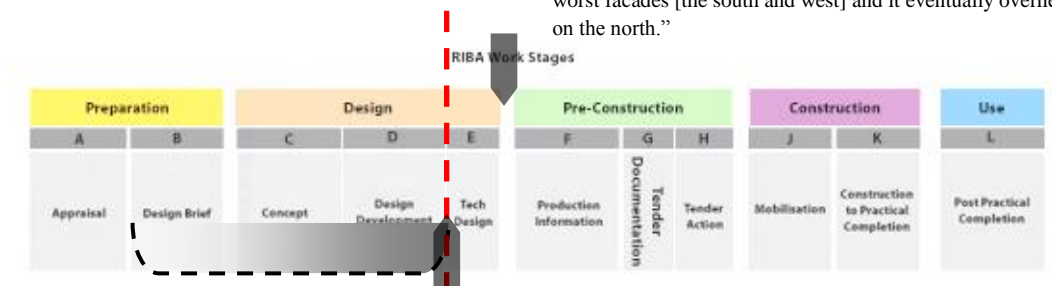 worst facades [the south and west] and it eventually overhe
on the north.”
RIBA Work Stages
Preparation
Design
Pre-Construction
Construction
Use
A
B
C
D
E
F
G
H
J
K
L
Appraisal
Design Brief
Concept
Design
Development
Tech
Design
Production
Information
Tender
Documentation
Tender
Action
Mobilisation
Construction
to Practical
Completion
Post Practical
Completion